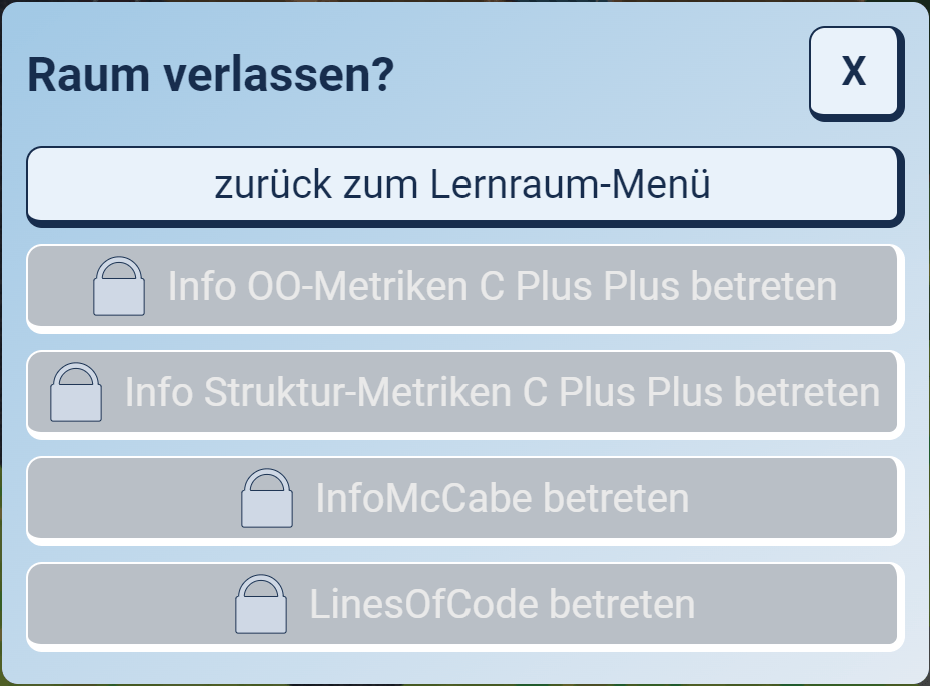 Raum verlassen?
X
zurück zum Lernraum-Menü
Info OO-Metriken C Plus Plus betreten
Info Struktur-Metriken C Plus Plus betreten
InfoMcCabe betreten
LinesOfCode betreten